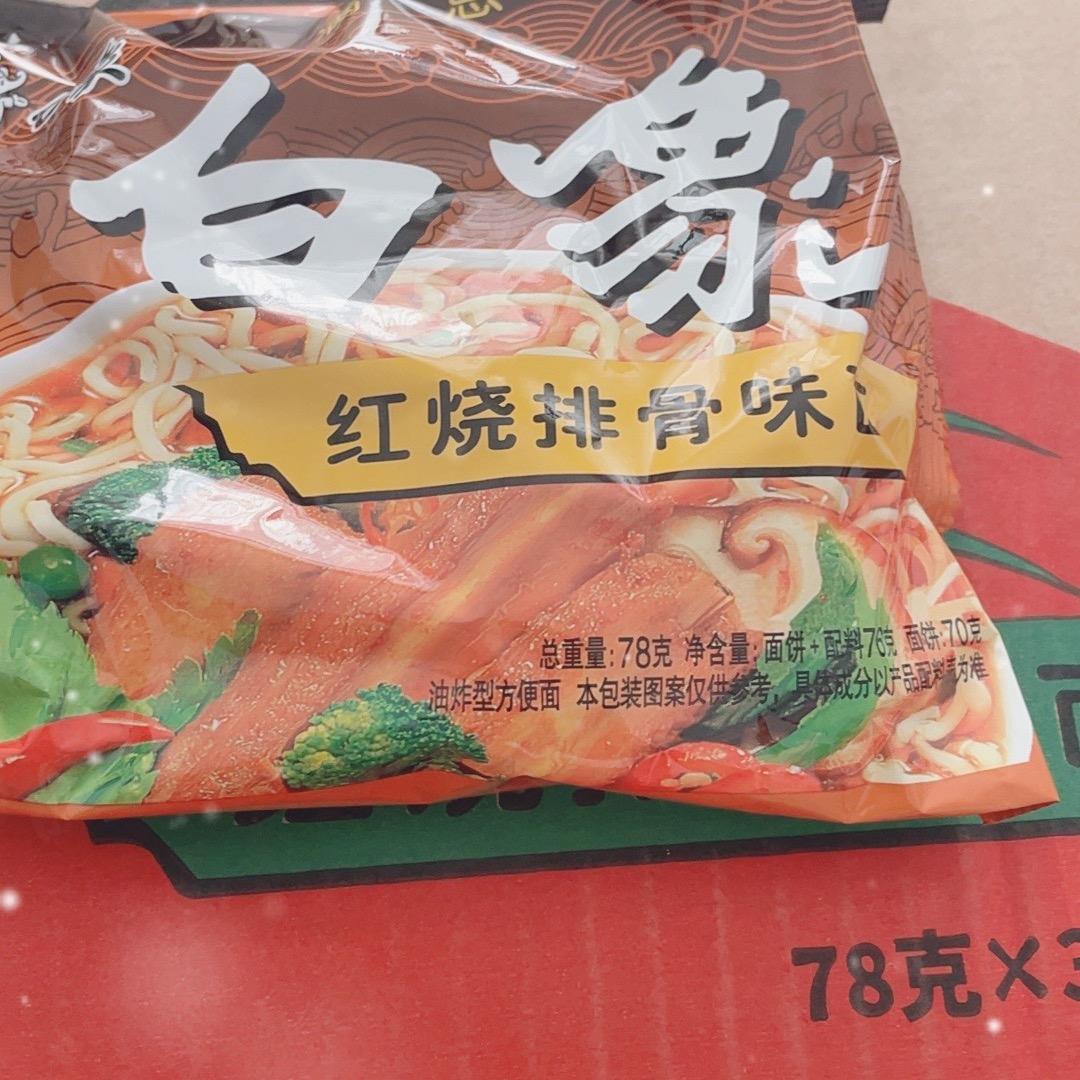 白象
红烧排骨味
总重量:78克 净含量:面饼+配料76克 面饼:70克
油炸型方便面 本包装图案仅供参考，具体成分以产品配料表为准
78克×3